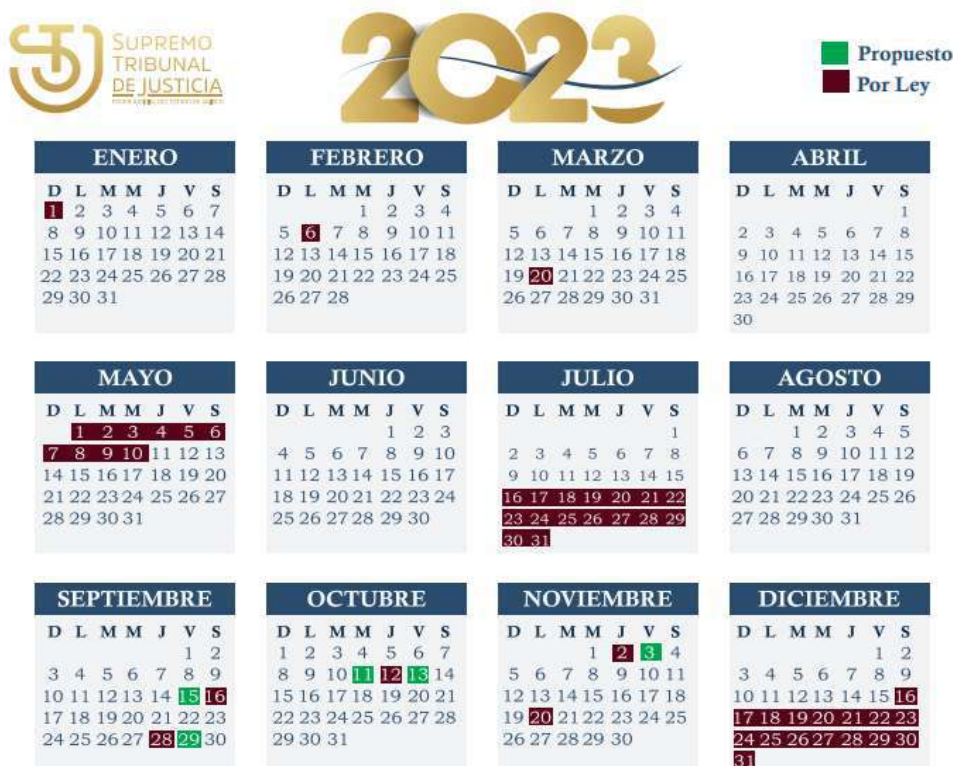 SUPREMO
TRIBUNAL
DE JUSTICIA
2023
Propuesto
Por Ley
ENERO
D L M M J V S
1 2 3 4 5 6 7
8 9 10 11 12 13 14
15 16 17 18 19 20 21
22 23 24 25 26 27 28
29 30 31
FEBRERO
D L M M J V S
1 2 3 4
5 6 7 8 9 10 11
12 13 14 15 16 17 18
19 20 21 22 23 24 25
26 27 28
MARZO
D L M M J V S
1 2 3 4
5 6 7 8 9 10 11
12 13 14 15 16 17 18
19 20 21 22 23 24 25
26 27 28 29 30 31
ABRIL
D L M M J V S
1
2 3 4 5 6 7 8
9 10 11 12 13 14 15
16 17 18 19 20 21 22
23 24 25 26 27 28 29
30
MAYO
D L M M J V S
1 2 3 4 5 6
7 8 9 10 11 12 13
14 15 16 17 18 19 20
21 22 23 24 25 26 27
28 29 30 31
JUNIO
D L M M J V S
1 2 3
4 5 6 7 8 9 10
11 12 13 14 15 16 17
18 19 20 21 22 23 24
25 26 27 28 29 30
JULIO
D L M M J V S
1
2 3 4 5 6 7 8
9 10 11 12 13 14 15
16 17 18 19 20 21 22
23 24 25 26 27 28 29
30 31
AGOSTO
D L M M J V S
1 2 3 4 5
6 7 8 9 10 11 12
13 14 15 16 17 18 19
20 21 22 23 24 25 26
27 28 29 30 31
SEPTIEMBRE
D L M M J V S
1 2
3 4 5 6 7 8 9
10 11 12 13 14 15 16
17 18 19 20 21 22 23
24 25 26 27 28 29 30
OCTUBRE
D L M M J V S
1 2 3 4 5 6 7
8 9 10 11 12 13 14
15 16 17 18 19 20 21
22 23 24 25 26 27 28
29 30 31
NOVIEMBRE
D L M M J V S
1 2 3 4
5 6 7 8 9 10 11
12 13 14 15 16 17 18
19 20 21 22 23 24 25
26 27 28 29 30
DICIEMBRE
D L M M J V S
1 2
3 4 5 6 7 8 9
10 11 12 13 14 15 16
17 18 19 20 21 22 23
24 25 26 27 28 29 30
31